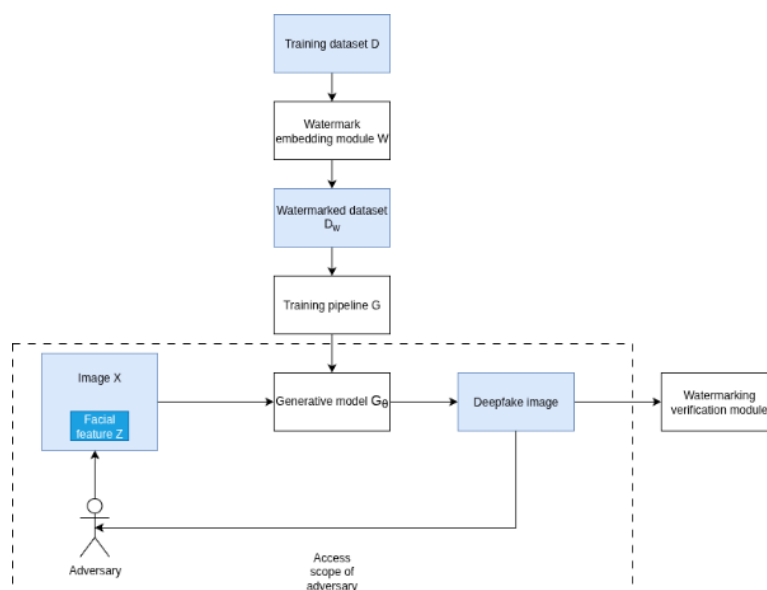 Training dataset D
Watermark
embedding module W
Watermarked dataset
Dw
Training pipeline G
Image X
Facial
feature Z
Generative model Gθ
Deepfake image
Watermarking
verification module
Adversary
Access
scope of
adversary